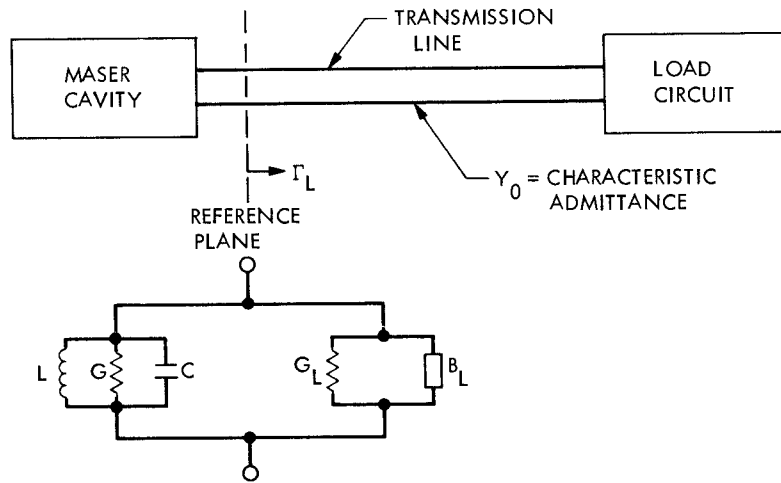 TRANSMISSION
LINE
MASER
CAVITY
LOAD
CIRCUIT
Γ_L
Y_0 = CHARACTERISTIC
ADMITTANCE
REFERENCE
PLANE
L
G
C
G_L
B_L